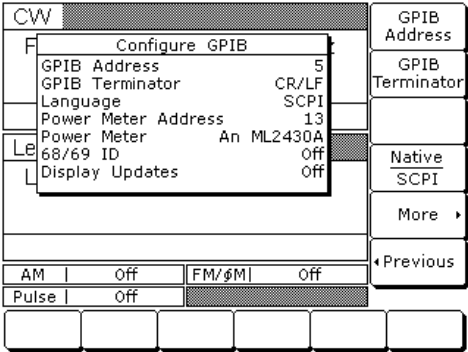 CW
F
Configure GPIB
GPIB Address 5
GPIB Terminator CR/LF
Language SCPI
Power Meter Address 13
Power Meter An ML2430A
68/69 ID Off
Display Updates Off
Le
L
AM Off FM/ϕM Off
Pulse Off
GPIB
Address
GPIB
Terminator
Native
SCPI
More
Previous